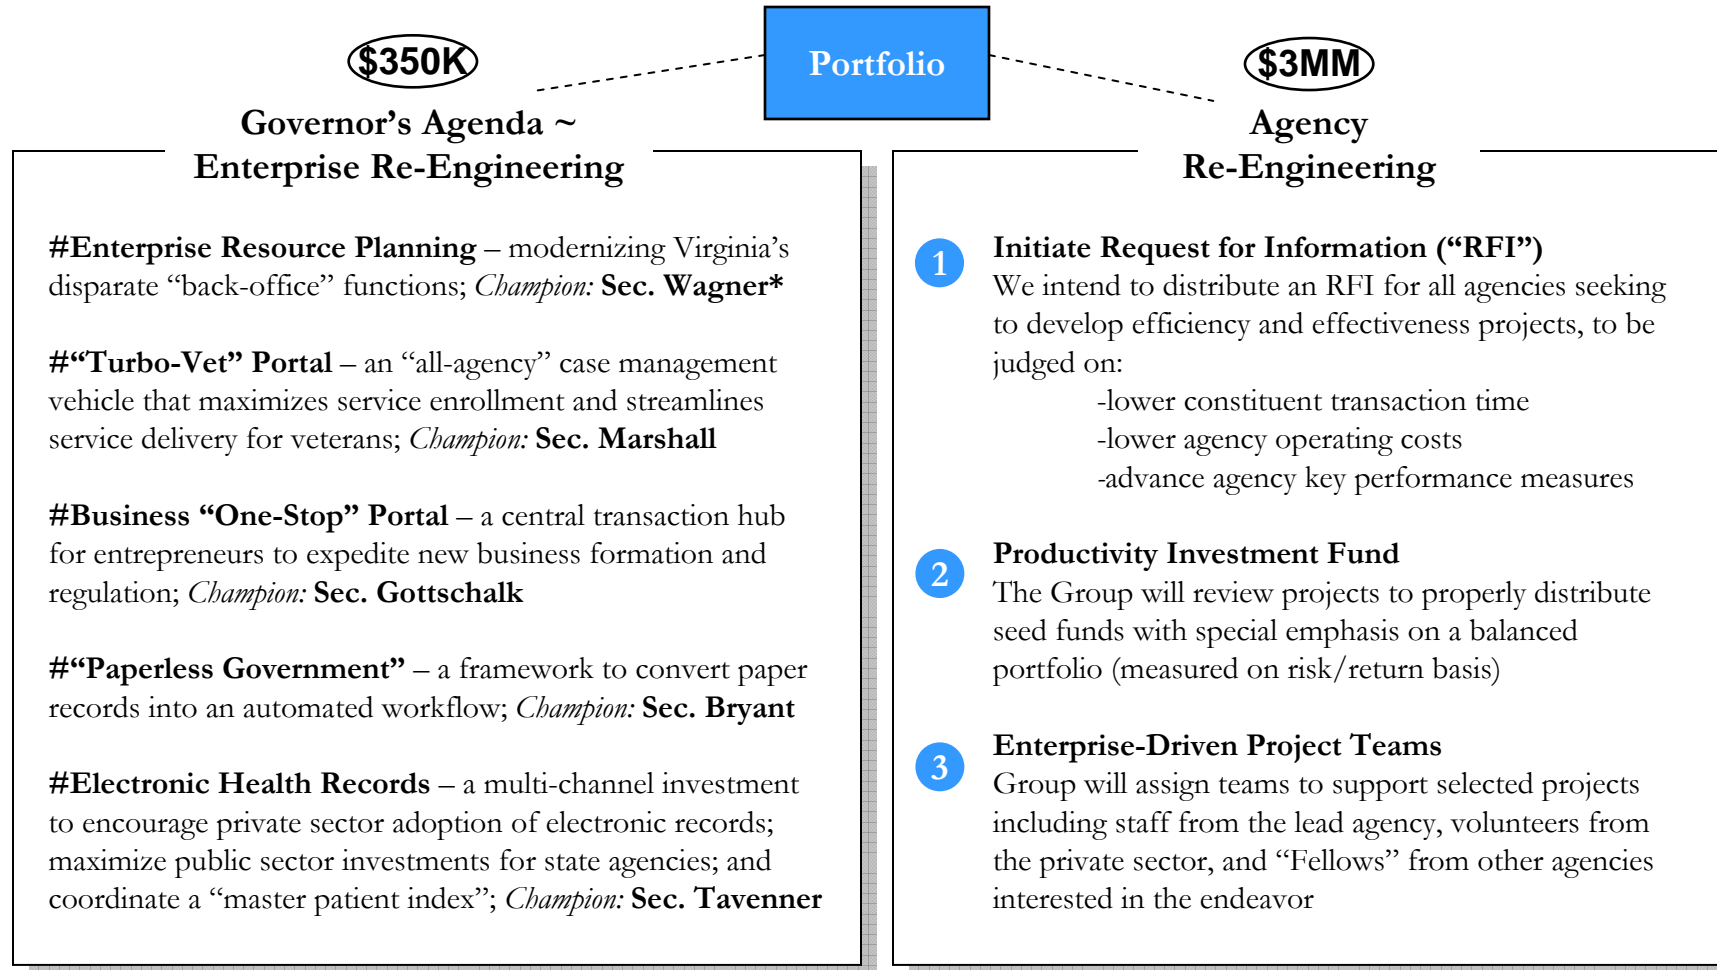 Portfolio
$350K
Governor's Agenda ~
Enterprise Re-Engineering
#Enterprise Resource Planning – modernizing Virginia's
disparate “back-office” functions; Champion: Sec. Wagner*
#“Turbo-Vet” Portal – an “all-agency” case management
vehicle that maximizes service enrollment and streamlines
service delivery for veterans; Champion: Sec. Marshall
#Business “One-Stop” Portal – a central transaction hub
for entrepreneurs to expedite new business formation and
regulation; Champion: Sec. Gottschalk
#“Paperless Government” – a framework to convert paper
records into an automated workflow; Champion: Sec. Bryant
#Electronic Health Records – a multi-channel investment
to encourage private sector adoption of electronic records;
maximize public sector investments for state agencies; and
coordinate a “master patient index”; Champion: Sec. Tavenner
$3MM
Agency
Re-Engineering
1 Initiate Request for Information (“RFI”)
We intend to distribute an RFI for all agencies seeking
to develop efficiency and effectiveness projects, to be
judged on:
-lower constituent transaction time
-lower agency operating costs
-advance agency key performance measures
2 Productivity Investment Fund
The Group will review projects to properly distribute
seed funds with special emphasis on a balanced
portfolio (measured on risk/return basis)
3 Enterprise-Driven Project Teams
Group will assign teams to support selected projects
including staff from the lead agency, volunteers from
the private sector, and “Fellows” from other agencies
interested in the endeavor